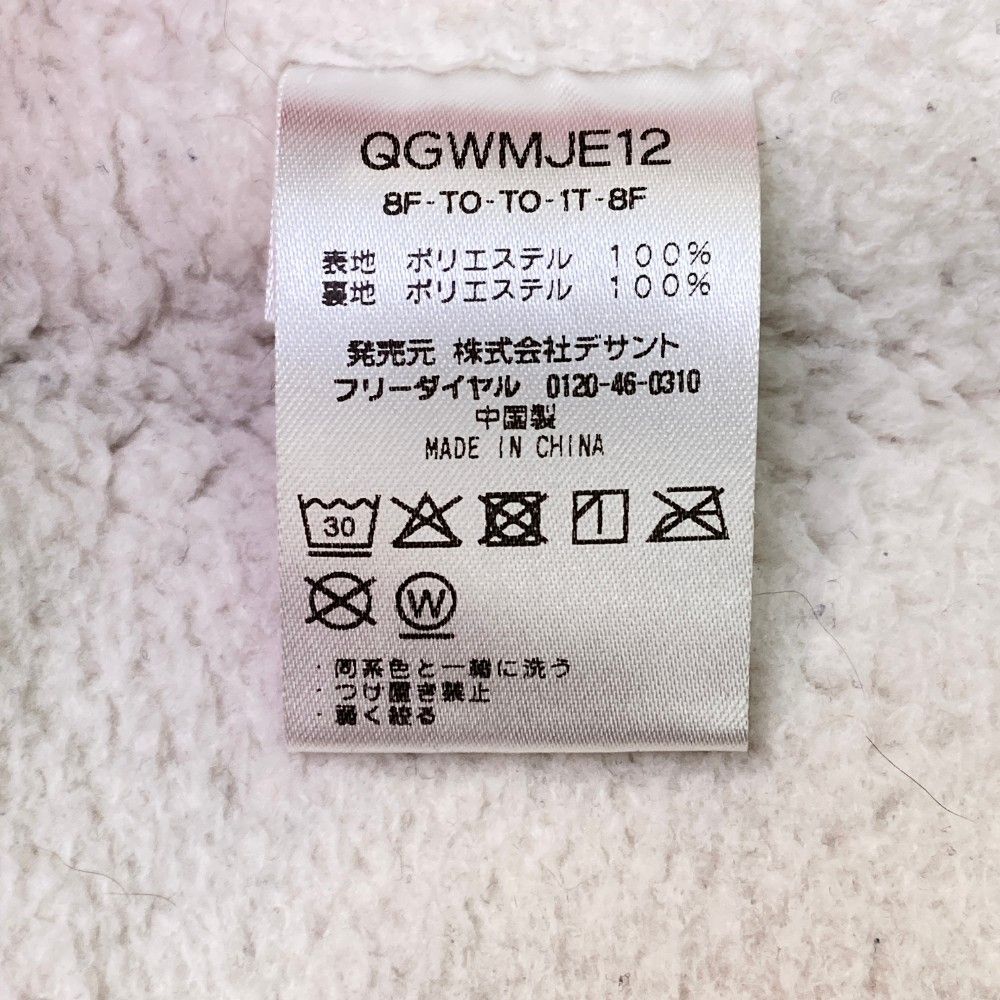 QGWMJE12
8F-TO-TO-1T-8F
表地 ポリエステル 100%
裏地 ポリエステル 100%
発売元 株式会社デサント
フリーダイヤル 0120-46-0310
中国製
MADE IN CHINA
30
W
・同系色と一緒に洗う
・つけ置き禁止
・弱く絞る